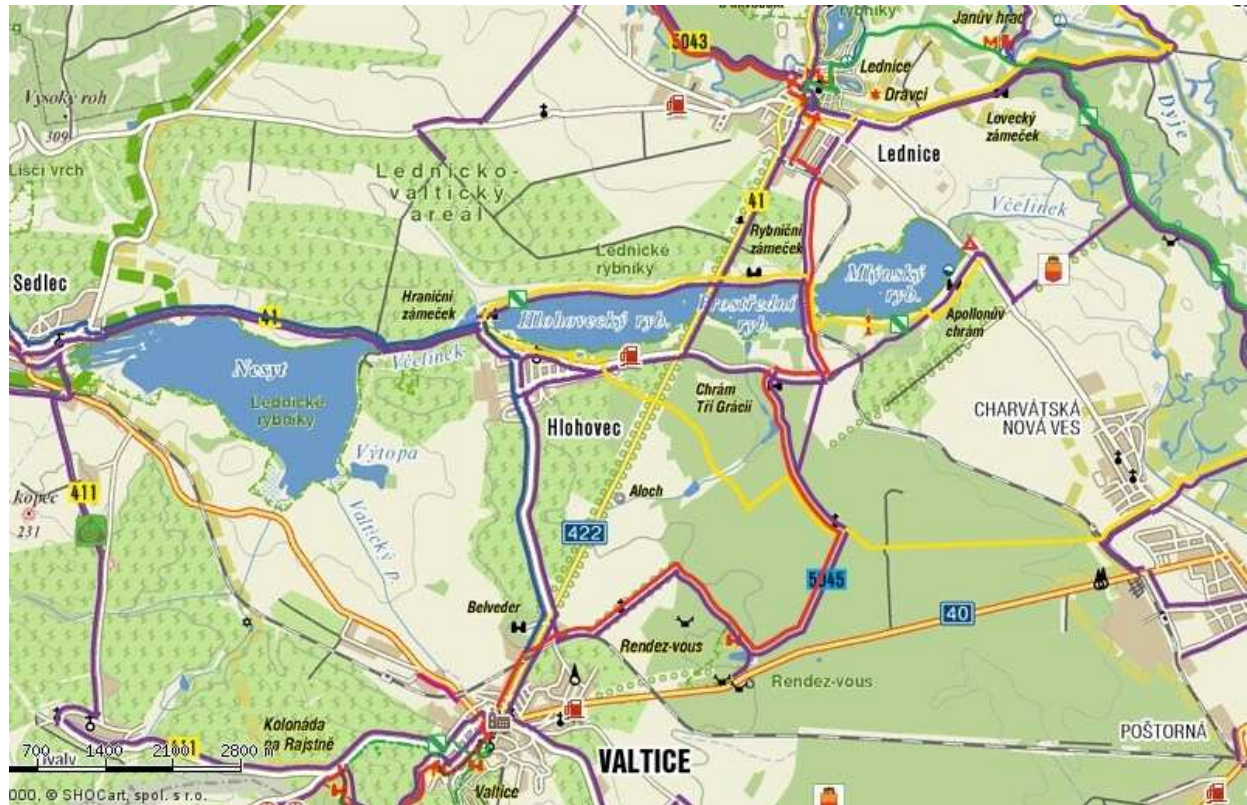 rybníky
Janův hrad
5043
Lednice
Dravci
Vysoký roh
309
Lovecký
zámeček
Dyje
Lednice
Lednicko-
valtický
areál
Liščí vrch
41
Včelínek
Rybniční
zámeček
Lednické
rybníky
Mlýnský
ryb.
Sedlec
Hraniční
zámeček
Hlohovecký ryb.
Prostřední
ryb.
Apollonův
chrám
41
Včelínek
Nesyt
Lednické
rybníky
Chrám
Tří Grácií
CHARVÁTSKÁ
NOVÁ VES
Hlohovec
Výtopa
411
kopec
231
Aloch
422
Valtický p.
5045
40
Belveder
Rendez-vous
Rendez-vous
Kolonáda
na Rajstně
POŠTORNÁ
VALTICE
700 1400 2100 2800 m
Valtice
000, © SHOCart, spol. s r.o.